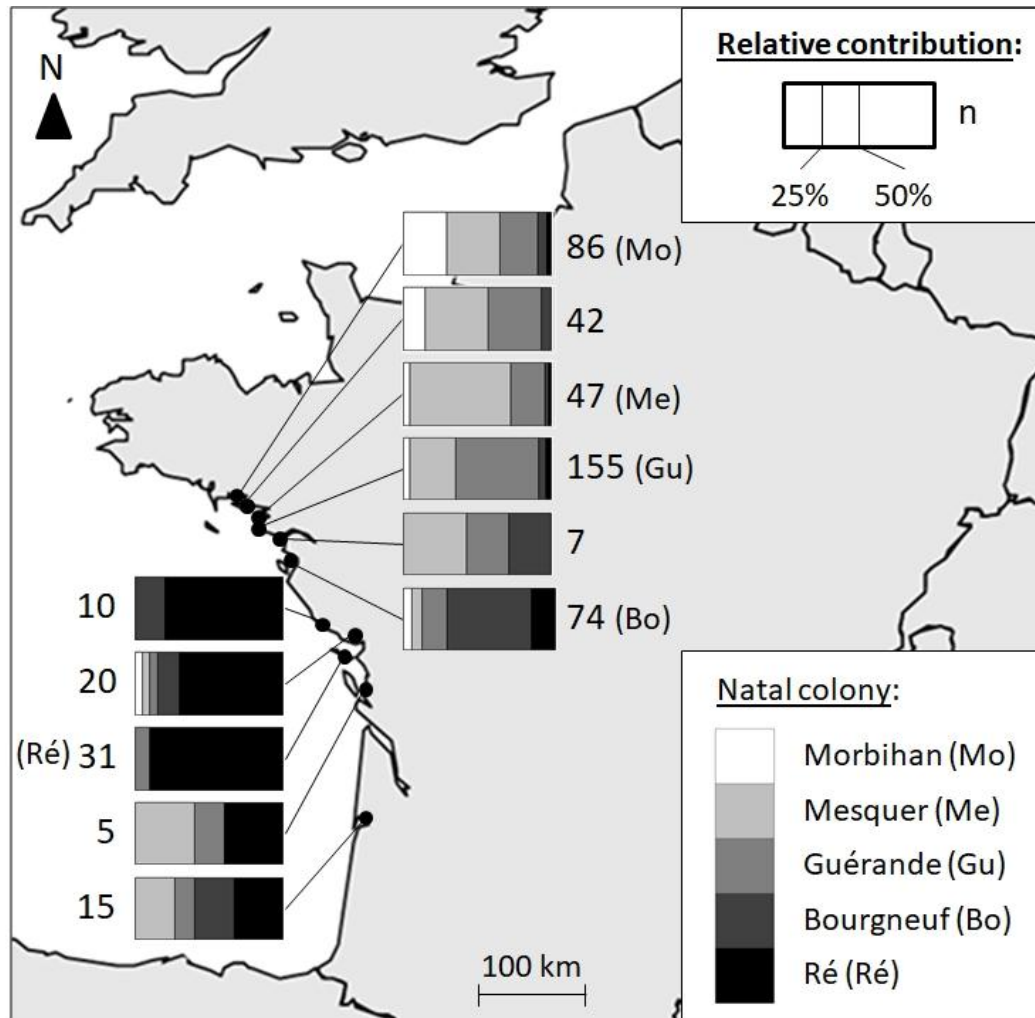 N
Relative contribution:
n
25% 50%
86 (Mo)
42
47 (Me)
155 (Gu)
7
74 (Bo)
10
20
(Ré) 31
5
15
100 km
Natal colony:
Morbihan (Mo)
Mesquer (Me)
Guérande (Gu)
Bourgneuf (Bo)
Ré (Ré)